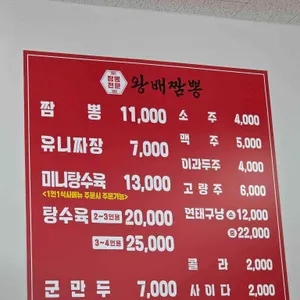 짬뽕전문 왕배짬뽕
짬 뽕 11,000
유니짜장 7,000
미니탕수육 13,000
<1인1식사메뉴 주문시 주문가능>
탕수육 2~3인용 20,000
3~4인용 25,000
군 만 두 7,000
소 주 4,000
맥 주 5,000
이과두주 4,000
고 량 주 6,000
연태구냥 소 12,000
중 22,000
콜 라 2,000
사 이 다 2,000